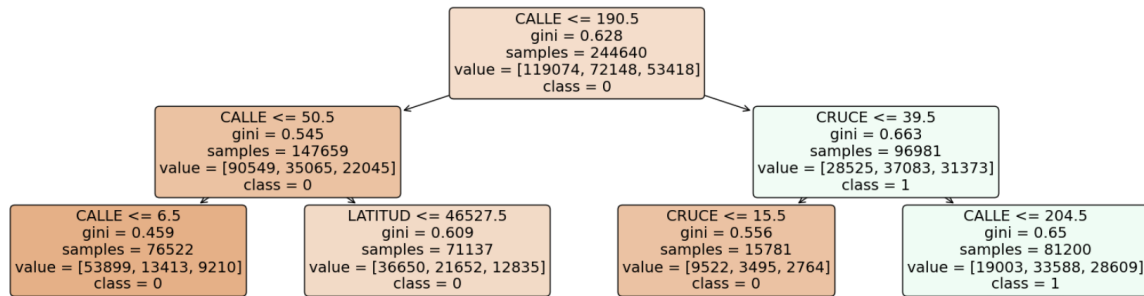 CALLE <= 190.5
gini = 0.628
samples = 244640
value = [119074, 72148, 53418]
class = 0
CALLE <= 50.5
gini = 0.545
samples = 147659
value = [90549, 35065, 22045]
class = 0
CRUCE <= 39.5
gini = 0.663
samples = 96981
value = [28525, 37083, 31373]
class = 1
CALLE <= 6.5
gini = 0.459
samples = 76522
value = [53899, 13413, 9210]
class = 0
LATITUD <= 46527.5
gini = 0.609
samples = 71137
value = [36650, 21652, 12835]
class = 0
CRUCE <= 15.5
gini = 0.556
samples = 15781
value = [9522, 3495, 2764]
class = 0
CALLE <= 204.5
gini = 0.65
samples = 81200
value = [19003, 33588, 28609]
class = 1